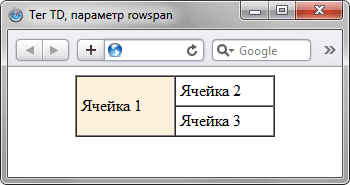 Тег TD, параметр rowspan
Google
Ячейка 1
Ячейка 2
Ячейка 3